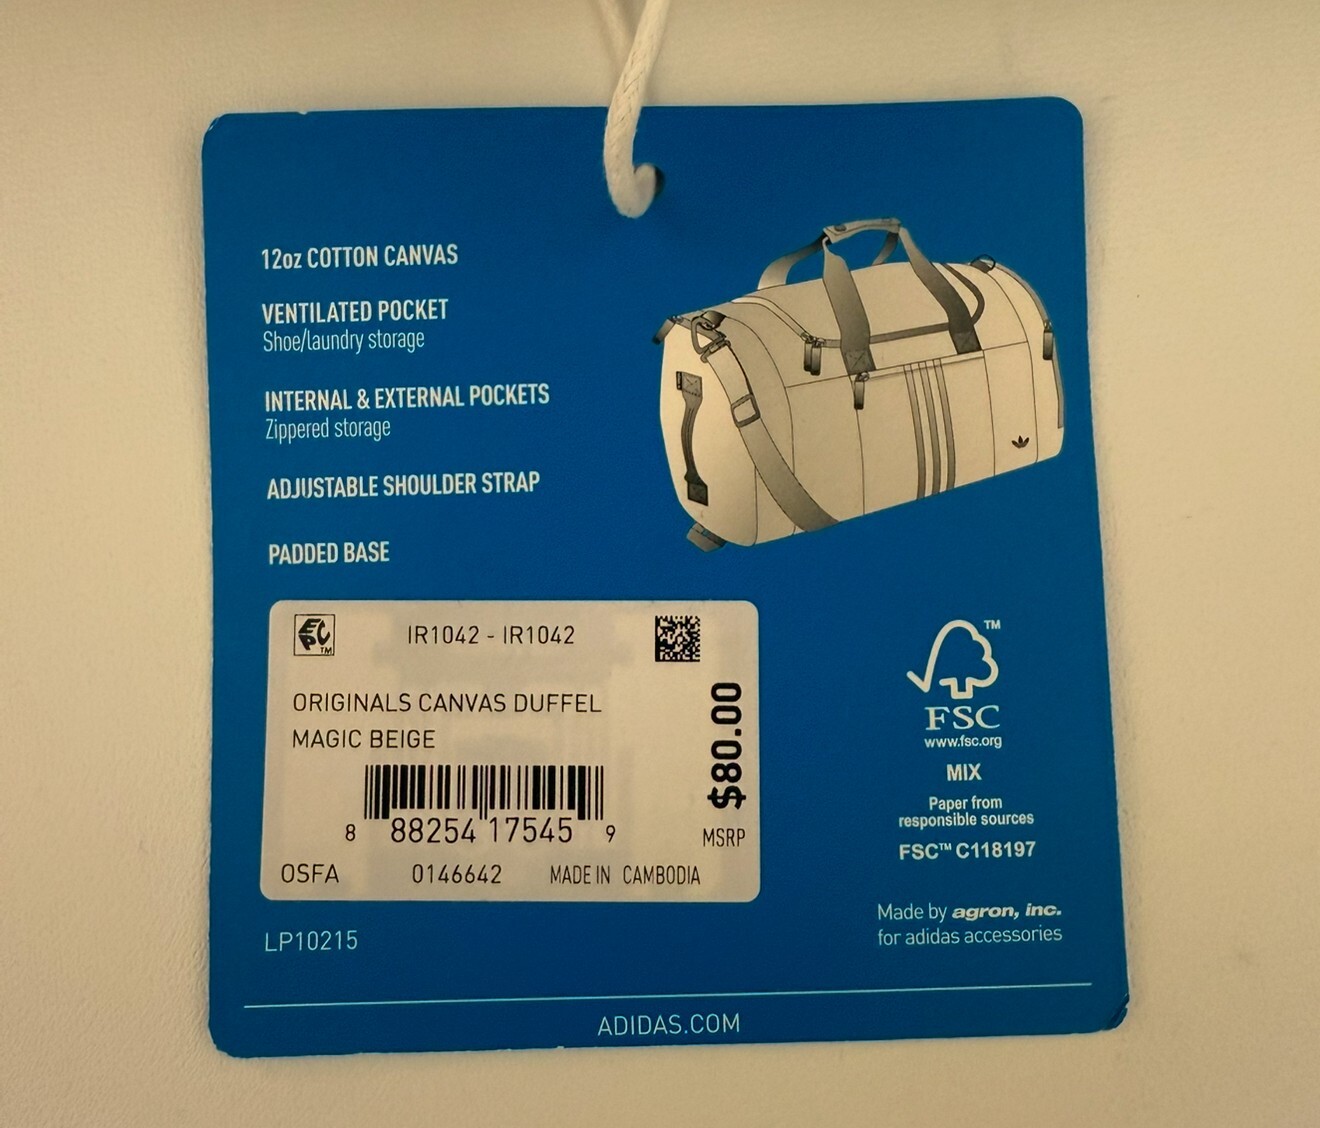 12oz COTTON CANVAS
VENTILATED POCKET
Shoe/laundry storage
INTERNAL & EXTERNAL POCKETS
Zippered storage
ADJUSTABLE SHOULDER STRAP
PADDED BASE
EPC™
IR1042 - IR1042
ORIGINALS CANVAS DUFFEL
MAGIC BEIGE
$80.00
MSRP
8 88254 17545 9
OSFA 0146642 MADE IN CAMBODIA
LP10215
™
FSC
www.fsc.org
MIX
Paper from
responsible sources
FSC™ C118197
Made by agron, inc.
for adidas accessories
ADIDAS.COM